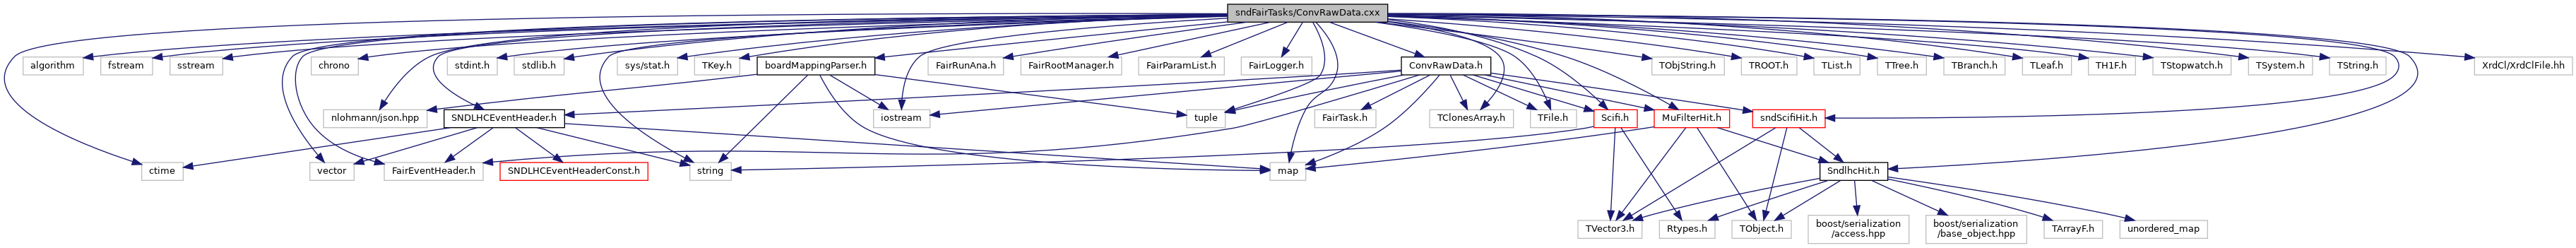 sndFairTasks/ConvRawData.cxx
algorithm
fstream
sstream
chrono
stdint.h
stdlib.h
sys/stat.h
TKey.h
boardMappingParser.h
FairRunAna.h
FairRootManager.h
FairParamList.h
FairLogger.h
ConvRawData.h
TObjString.h
TROOT.h
TList.h
TTree.h
TBranch.h
TLeaf.h
TH1F.h
TStopwatch.h
TSystem.h
TString.h
XrdCl/XrdClFile.hh
nlohmann/json.hpp
SNDLHCEventHeader.h
iostream
tuple
FairTask.h
TClonesArray.h
TFile.h
Scifi.h
MuFilterHit.h
sndScifiHit.h
ctime
vector
FairEventHeader.h
SNDLHCEventHeaderConst.h
string
map
SndlhcHit.h
TVector3.h
Rtypes.h
TObject.h
boost/serialization
/access.hpp
boost/serialization
/base_object.hpp
TArrayF.h
unordered_map